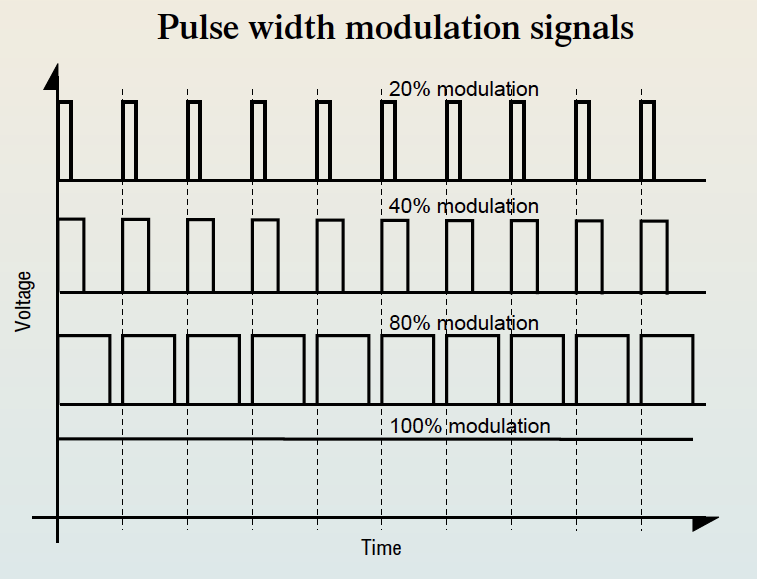 Pulse width modulation signals
20% modulation
40% modulation
Voltage
80% modulation
100% modulation
Time